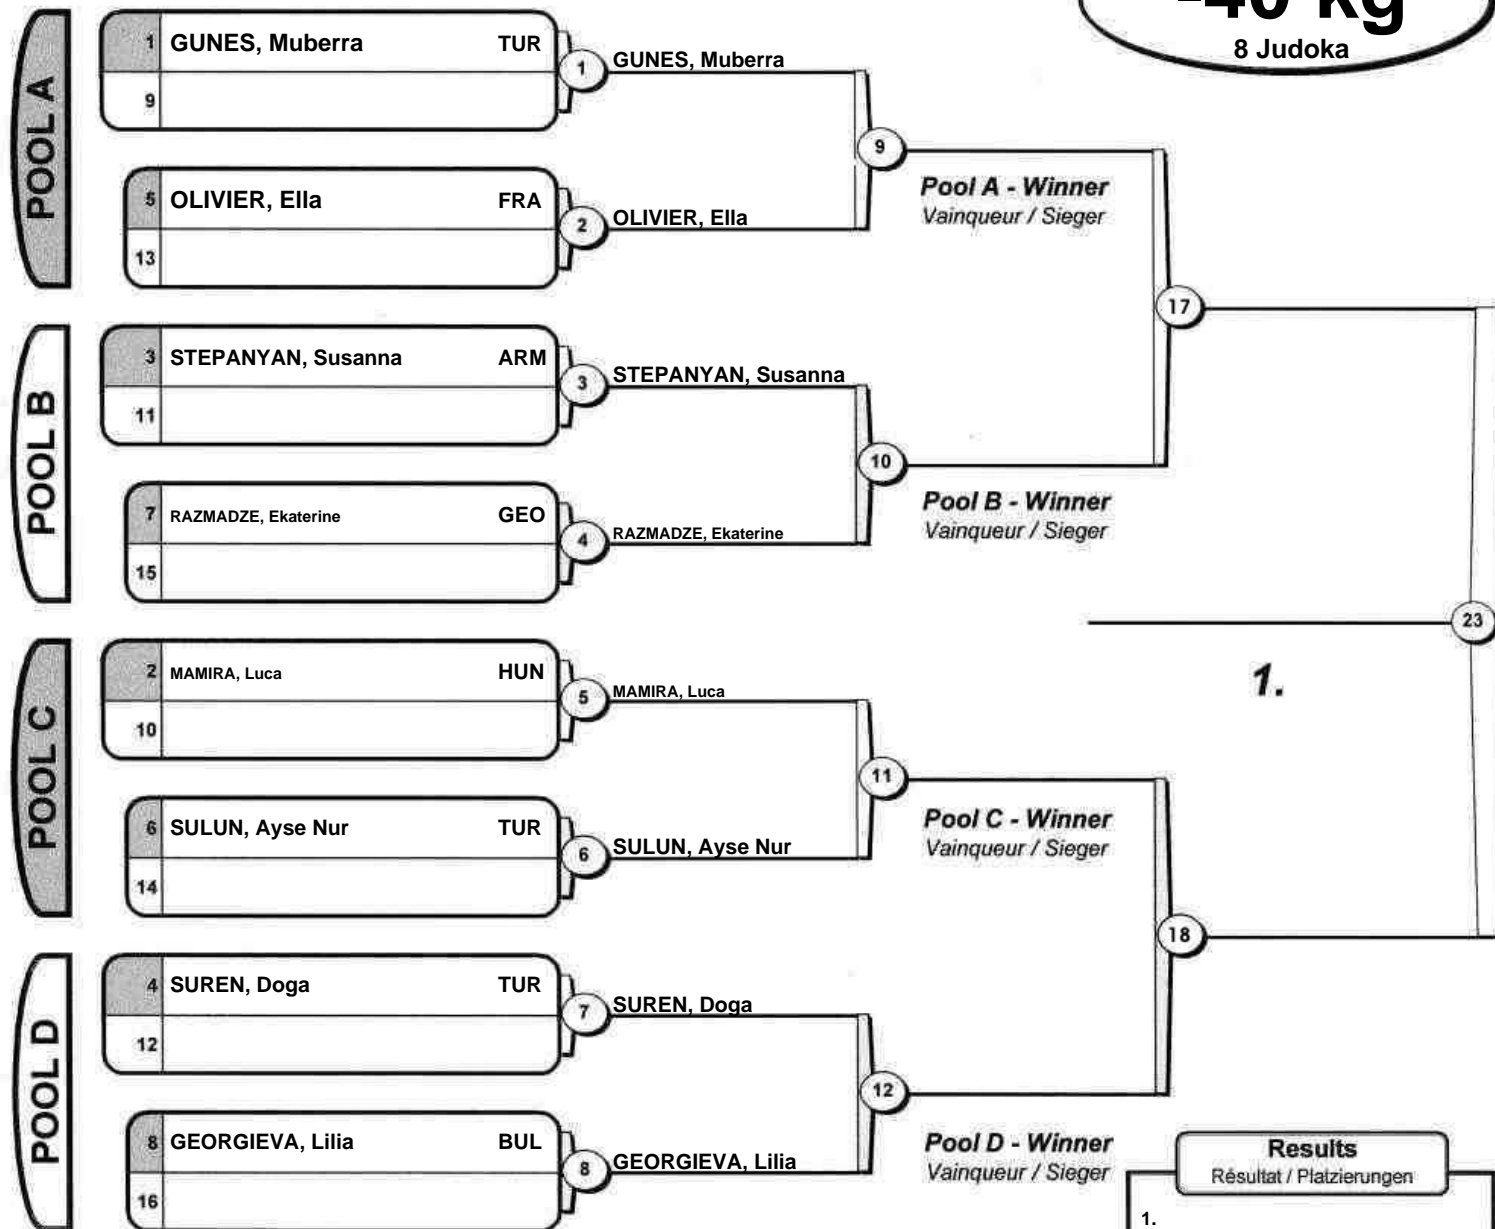 -40 kg
8 Judoka
POOL A
1 GUNES, Muberra TUR
9
1 GUNES, Muberra
5 OLIVIER, Ella FRA
13
2 OLIVIER, Ella
9
Pool A - Winner
Vainqueur / Sieger
17
POOL B
3 STEPANYAN, Susanna ARM
11
3 STEPANYAN, Susanna
7 RAZMADZE, Ekaterine GEO
15
4 RAZMADZE, Ekaterine
10
Pool B - Winner
Vainqueur / Sieger
23
1.
POOL C
2 MAMIRA, Luca HUN
10
5 MAMIRA, Luca
6 SULUN, Ayse Nur TUR
14
6 SULUN, Ayse Nur
11
Pool C - Winner
Vainqueur / Sieger
18
POOL D
4 SUREN, Doga TUR
12
7 SUREN, Doga
8 GEORGIEVA, Lilia BUL
16
8 GEORGIEVA, Lilia
12
Pool D - Winner
Vainqueur / Sieger
Results
Résultat / Platzierungen
1.